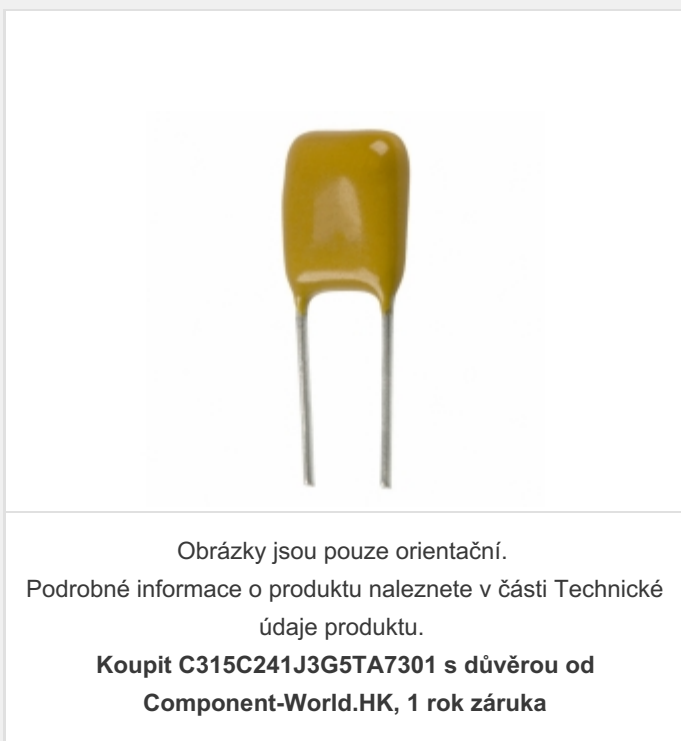 Obrázky jsou pouze orientační.
Podrobné informace o produktu naleznete v části Technické
údaje produktu.
Koupit C315C241J3G5TA7301 s důvěrou od
Component-World.HK, 1 rok záruka